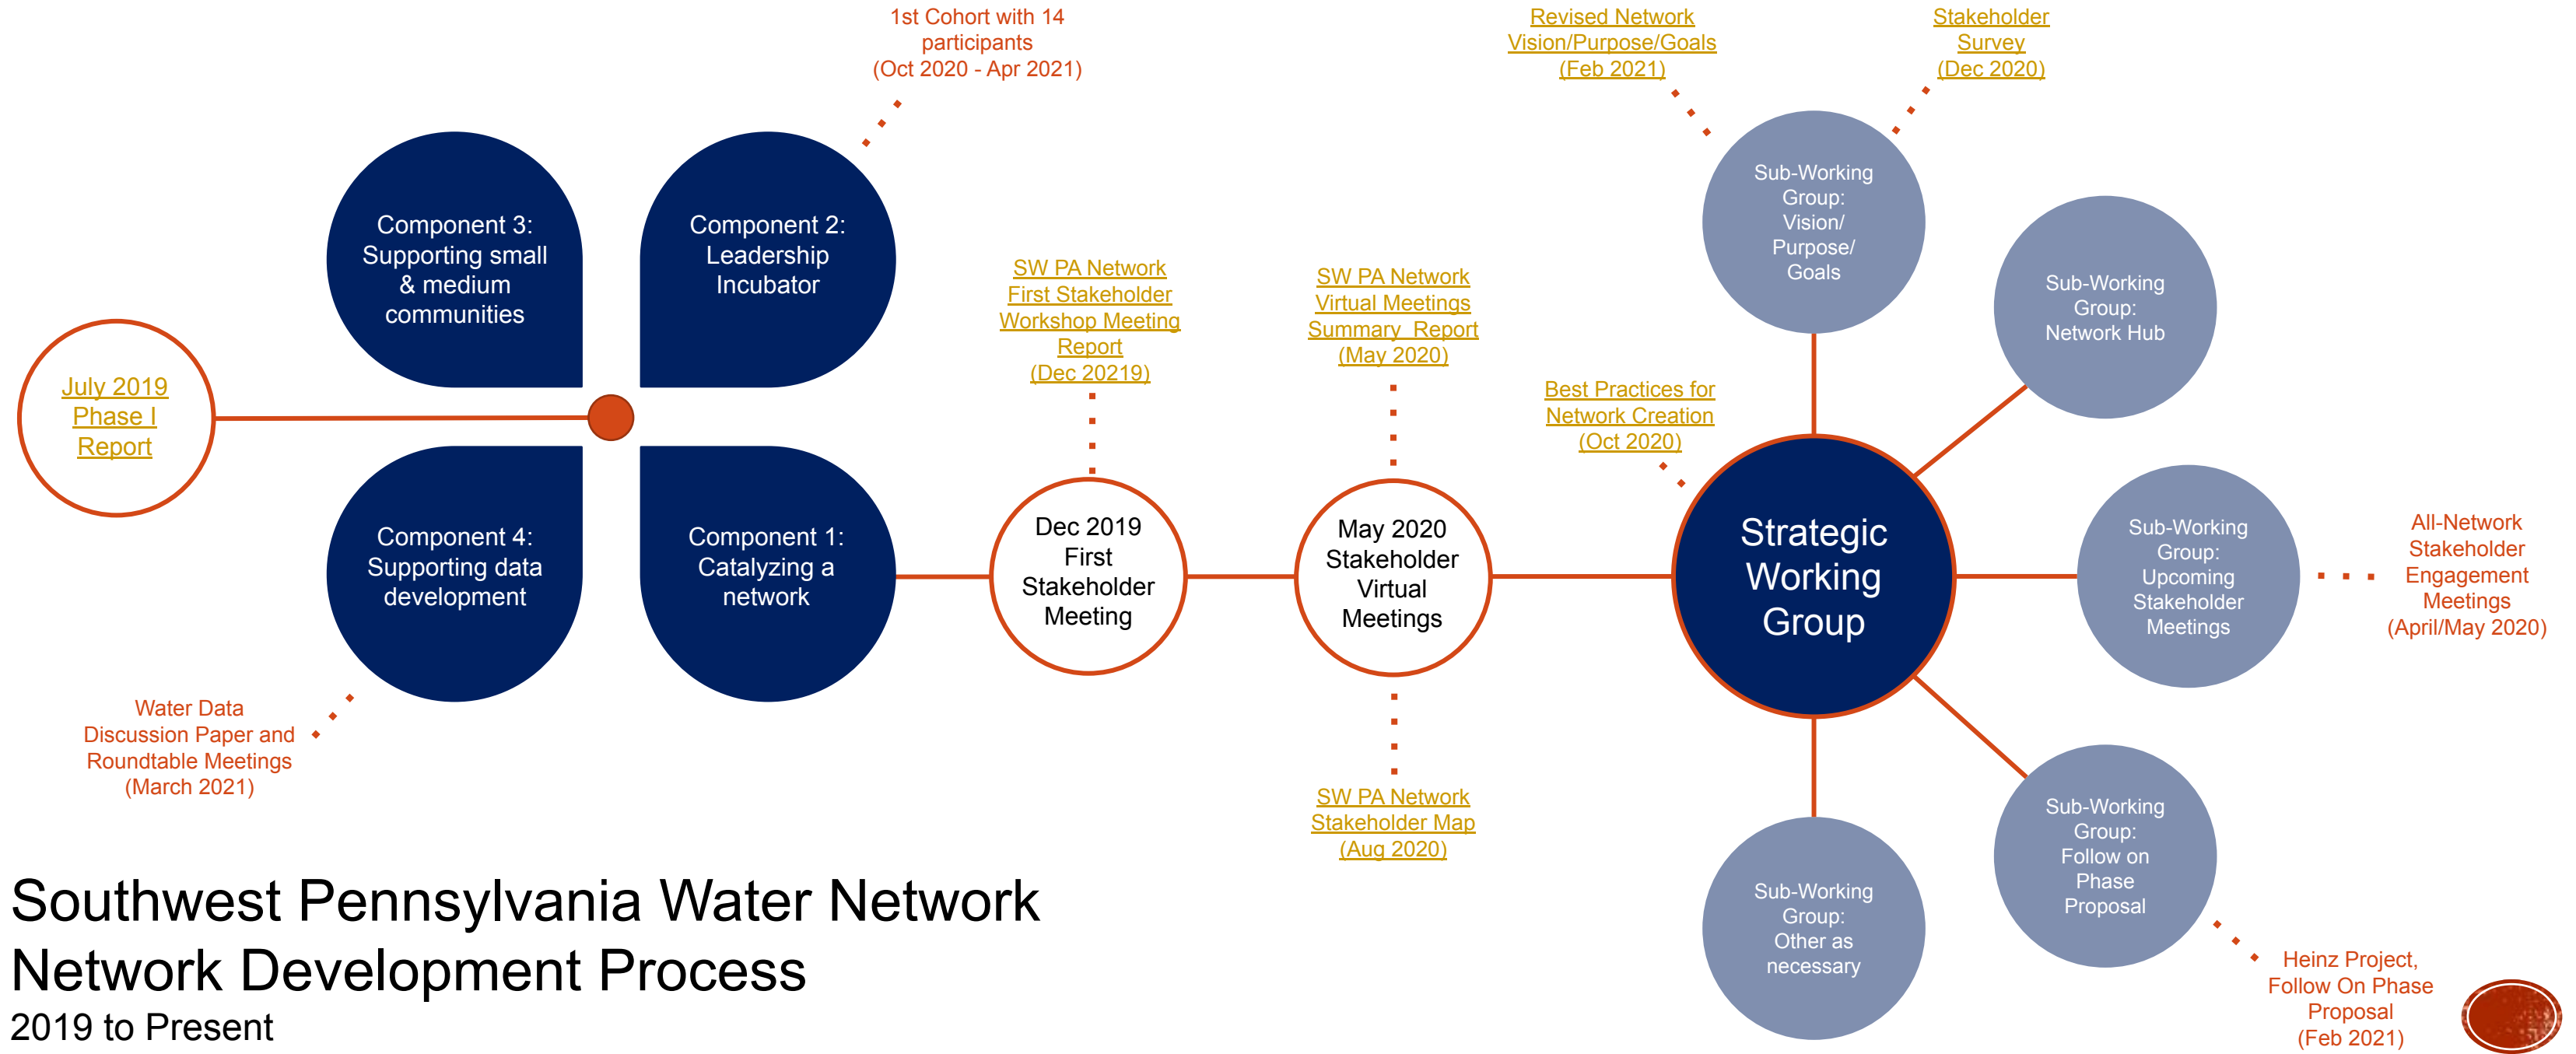 1st Cohort with 14
participants
(Oct 2020 - Apr 2021)
Revised Network
Vision/Purpose/Goals
(Feb 2021)
Stakeholder
Survey
(Dec 2020)
July 2019
Phase I
Report
Component 3:
Supporting small
& medium
communities
Component 2:
Leadership
Incubator
Component 4:
Supporting data
development
Component 1:
Catalyzing a
network
Water Data
Discussion Paper and
Roundtable Meetings
(March 2021)
SW PA Network
First Stakeholder
Workshop Meeting
Report
(Dec 20219)
Dec 2019
First
Stakeholder
Meeting
SW PA Network
Virtual Meetings
Summary Report
(May 2020)
May 2020
Stakeholder
Virtual
Meetings
SW PA Network
Stakeholder Map
(Aug 2020)
Best Practices for
Network Creation
(Oct 2020)
Strategic
Working
Group
Sub-Working
Group:
Vision/
Purpose/
Goals
Sub-Working
Group:
Network Hub
Sub-Working
Group:
Upcoming
Stakeholder
Meetings
All-Network
Stakeholder
Engagement
Meetings
(April/May 2020)
Sub-Working
Group:
Follow on
Phase
Proposal
Sub-Working
Group:
Other as
necessary
Heinz Project,
Follow On Phase
Proposal
(Feb 2021)
Southwest Pennsylvania Water Network
Network Development Process
2019 to Present